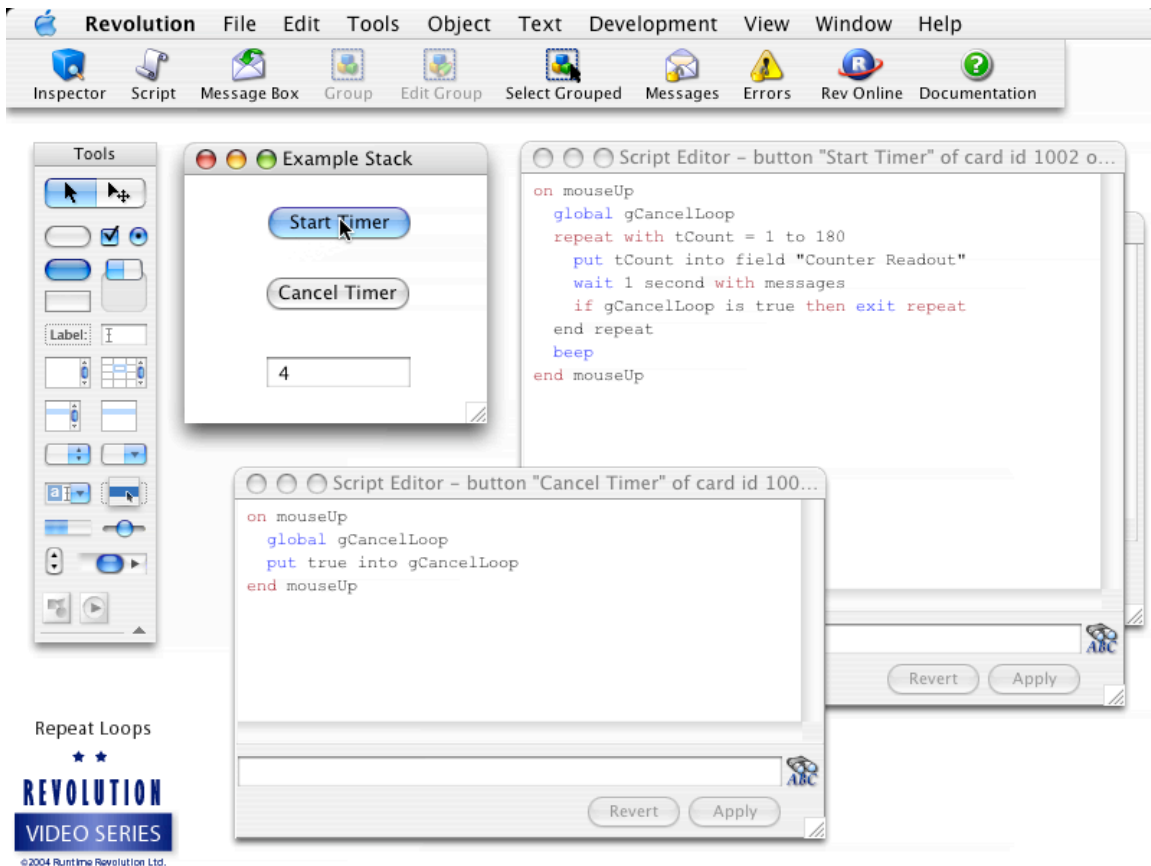 Revolution File Edit Tools Object Text Development View Window Help
Inspector Script Message Box Group Edit Group Select Grouped Messages Errors Rev Online Documentation
Tools
Label:
Example Stack
Start Timer
Cancel Timer
4
Script Editor – button "Start Timer" of card id 1002 o...
on mouseUp
global gCancelLoop
repeat with tCount = 1 to 180
put tCount into field "Counter Readout"
wait 1 second with messages
if gCancelLoop is true then exit repeat
end repeat
beep
end mouseUp
ABC
Revert Apply
Script Editor – button "Cancel Timer" of card id 100...
on mouseUp
global gCancelLoop
put true into gCancelLoop
end mouseUp
ABC
Revert Apply
Repeat Loops
REVOLUTION
VIDEO SERIES
©2004 Runtime Revolution Ltd.